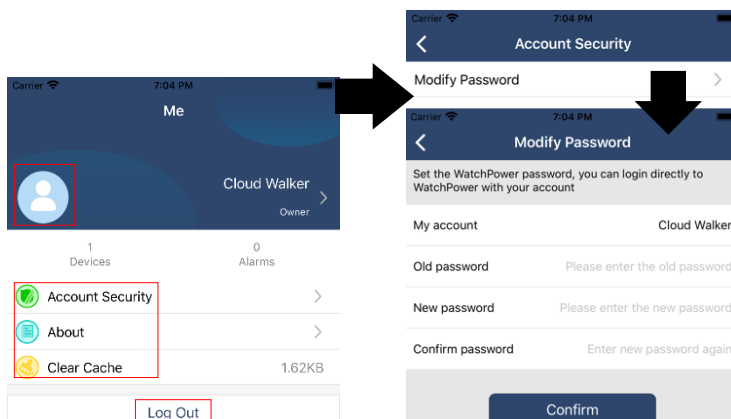 Carrier 7:04 PM
Me
Cloud Walker
Owner
1 0
Devices Alarms
Account Security
About
Clear Cache 1.62KB
Log Out
Carrier 7:04 PM
Account Security
Modify Password
Carrier 7:04 PM
Modify Password
Set the WatchPower password, you can login directly to
WatchPower with your account
My account Cloud Walker
Old password Please enter the old password
New password Please enter the new password
Confirm password Enter new password again
Confirm